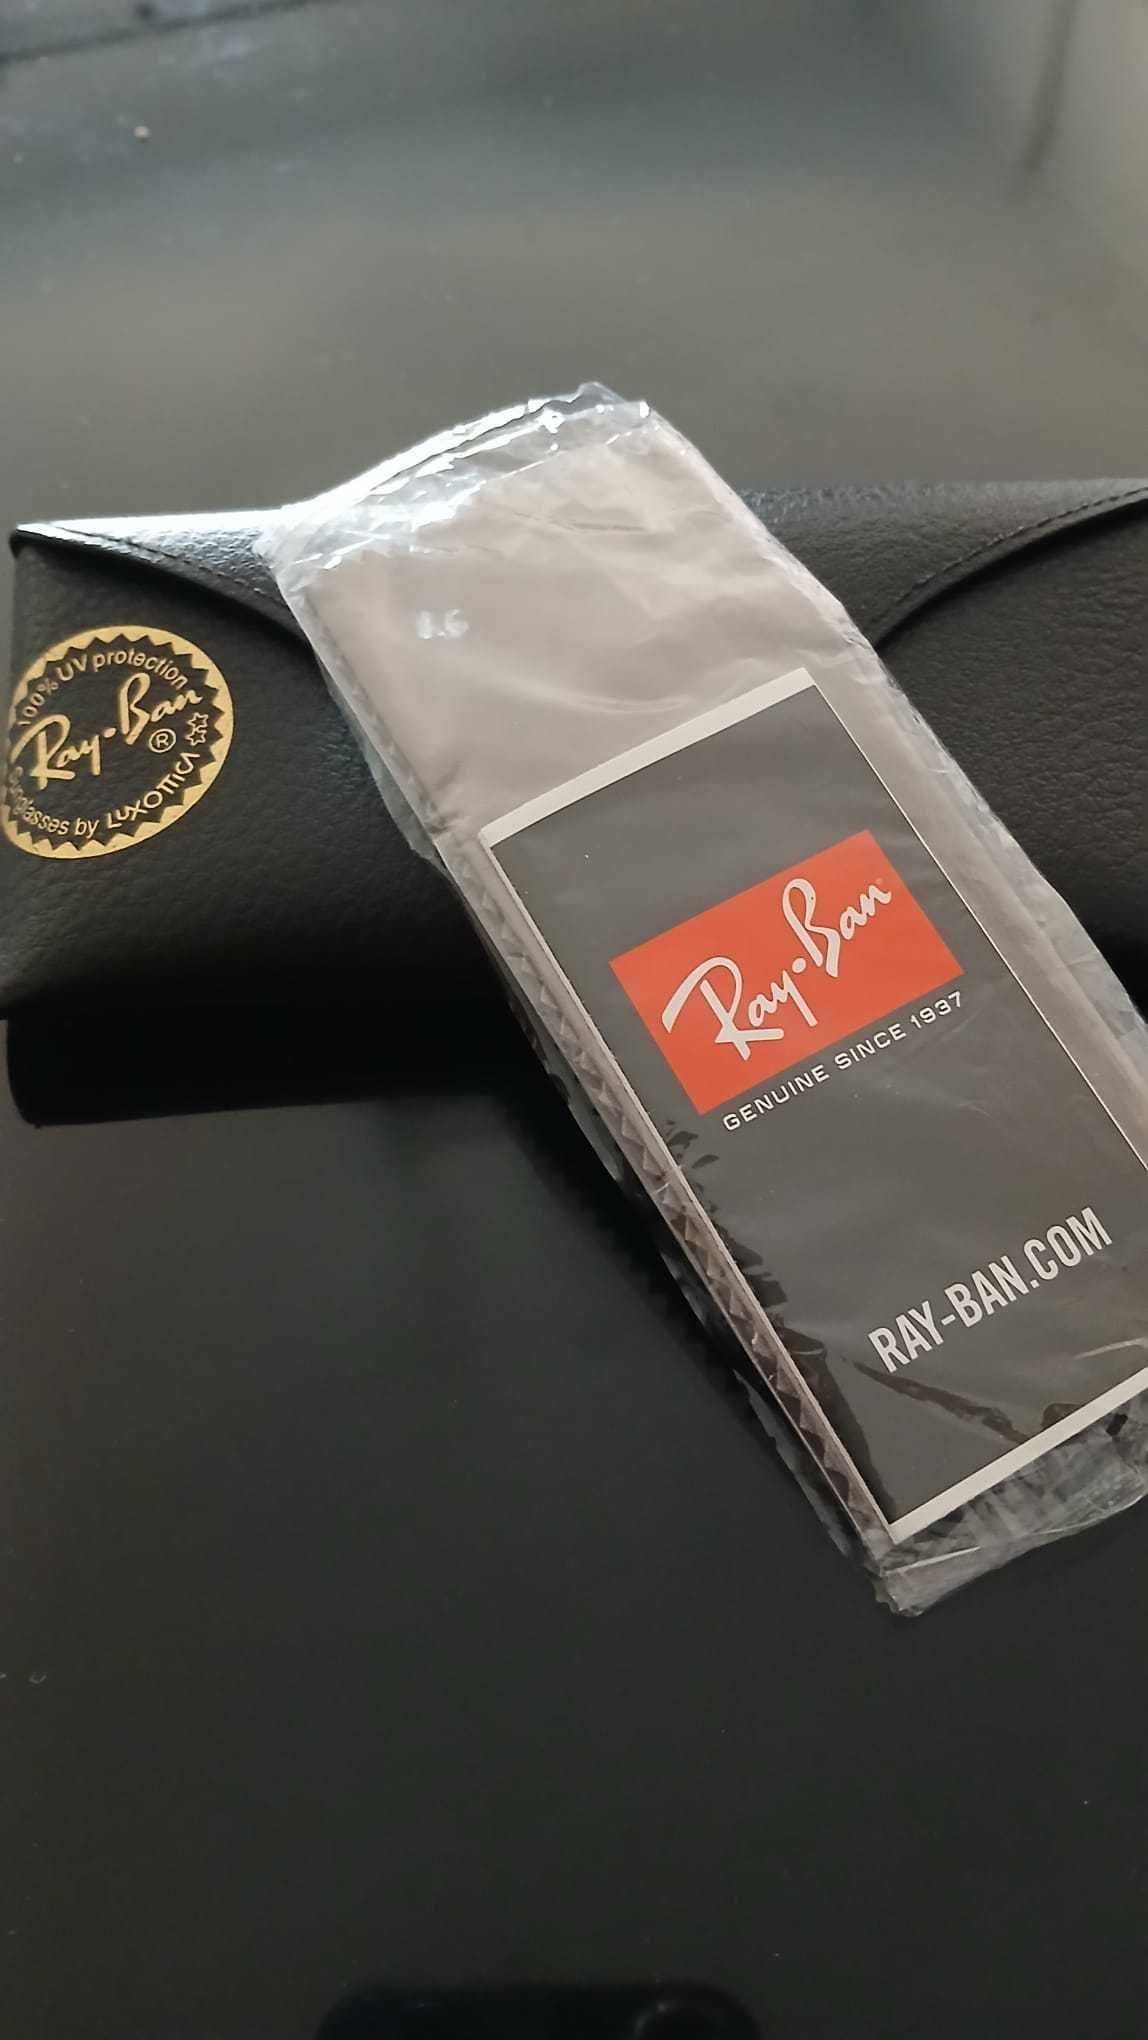 100% UV protection
Ray-Ban
®
Sunglasses by Luxottica
Ray-Ban
GENUINE SINCE 1937
RAY-BAN.COM